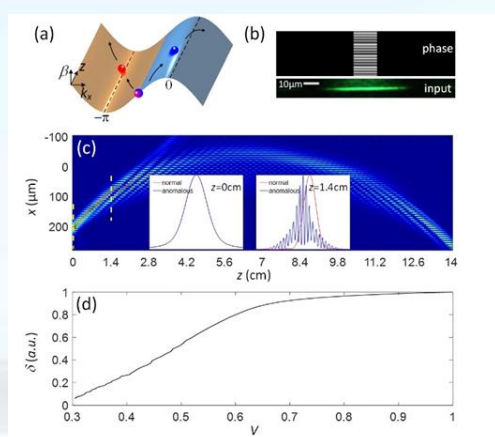 (a)
β
z
kₓ
-π
0
(b)
phase
10μm
input
(c)
x (μm)
-100
0
100
200
normal
anomalous
z=0cm
normal
anomalous
z=1.4cm
0 1.4 2.8 4.2 5.6 7 8.4 9.8 11.2 12.6 14
z (cm)
(d)
δ (a.u.)
1
0.8
0.6
0.4
0.2
0
0.3 0.4 0.5 0.6 0.7 0.8 0.9 1
V